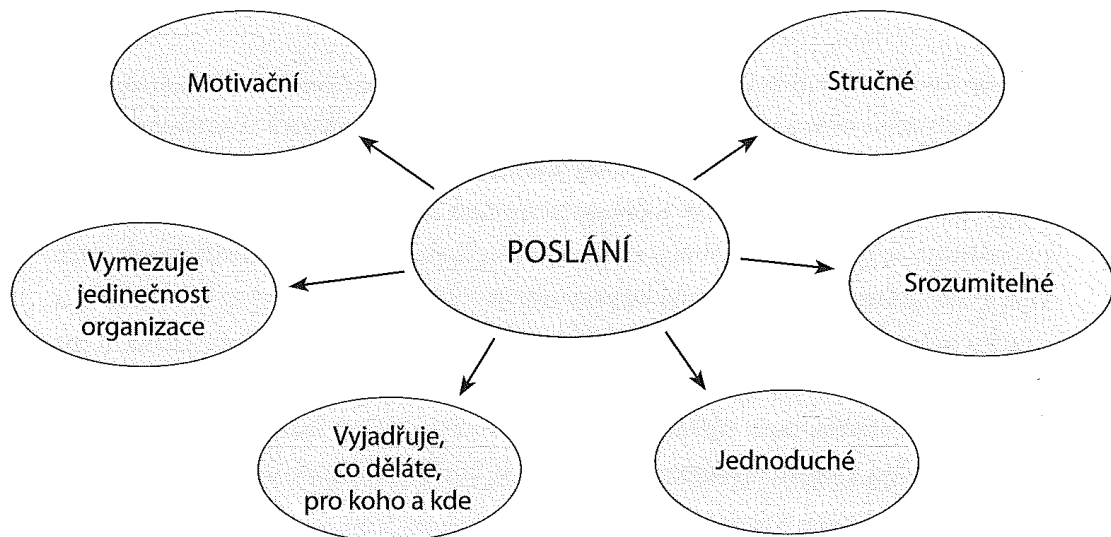 Motivační
Stručné
POSLÁNÍ
Vymezuje
jedinečnost
organizace
Srozumitelné
Vyjadřuje,
co děláte,
pro koho a kde
Jednoduché